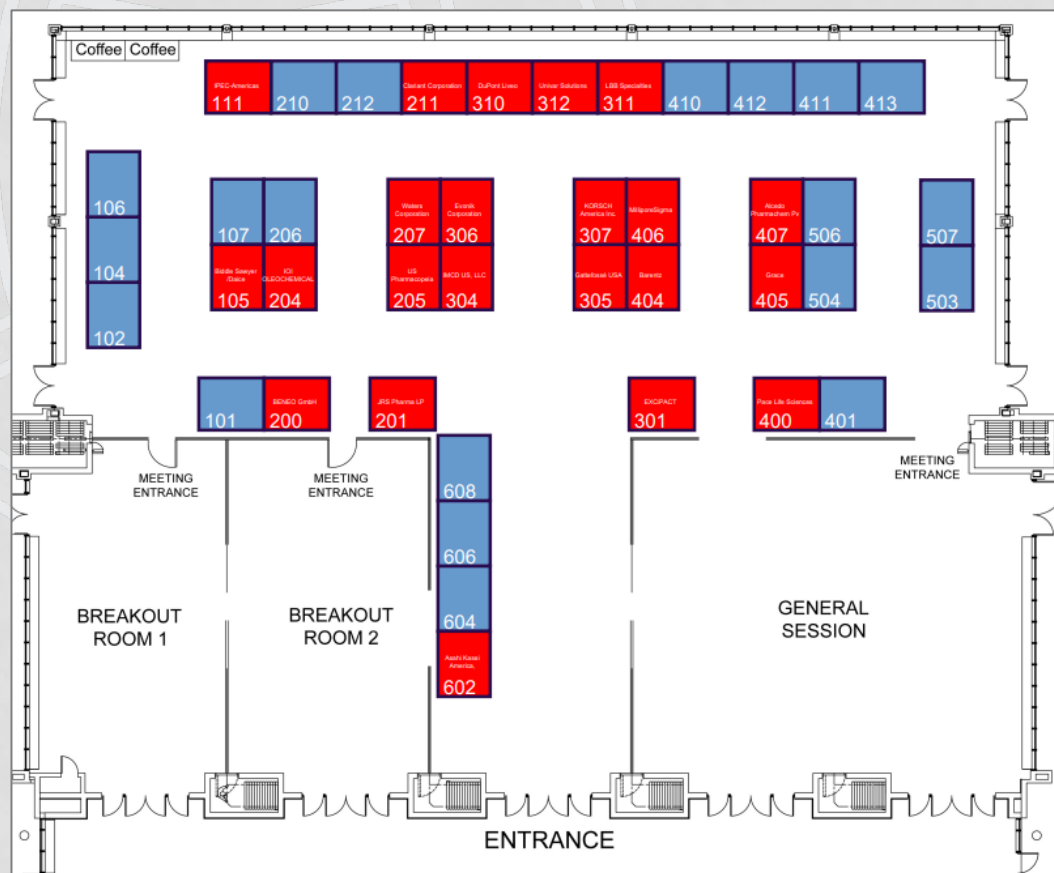 Coffee Coffee
IPEC-Americas
111
210
212
Clariant Corporation
211
DuPont Liveo
310
Univar Solutions
312
LBB Specialties
311
410
412
411
413
106
104
102
107
206
Biddle Sawyer
/Daice
105
IOI
OLEOCHEMICAL
204
Waters
Corporation
207
Evonik
Corporation
306
US
Pharmacopeia
205
IMCD US, LLC
304
KORSCH
America Inc.
307
MilliporeSigma
406
Gattefossé USA
305
Barentz
404
Aicado
Pharmachem Pv
407
506
Grace
405
504
507
503
101
BENEO GmbH
200
JRS Pharma LP
201
EXCiPACT
301
Pace Life Sciences
400
401
MEETING
ENTRANCE
MEETING
ENTRANCE
MEETING
ENTRANCE
608
606
604
Asahi Kasei
America,
602
BREAKOUT
ROOM 1
BREAKOUT
ROOM 2
GENERAL
SESSION
ENTRANCE